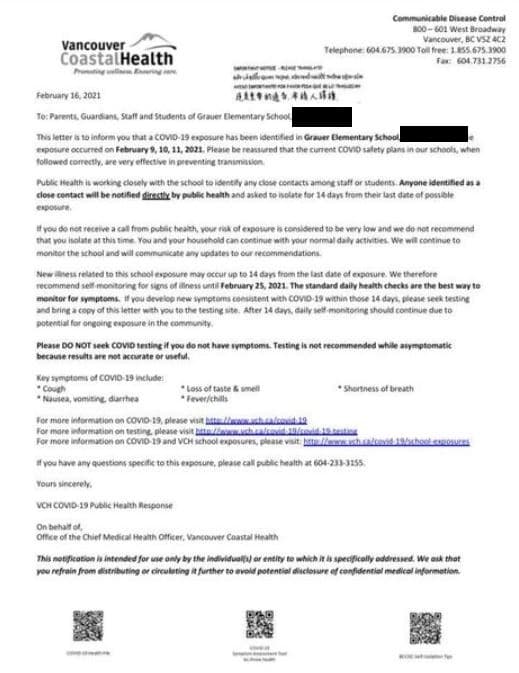 Communicable Disease Control
800 – 601 West Broadway
Vancouver, BC V5Z 4C2
Telephone: 604.675.3900 Toll free: 1.855.675.3900
Fax: 604.731.2756
Vancouver
CoastalHealth
Promoting wellness. Ensuring care.
IMPORTANT NOTICE - PLEASE TRANSLATE
February 16, 2021
To: Parents, Guardians, Staff and Students of Grauer Elementary School,
This letter is to inform you that a COVID-19 exposure has been identified in Grauer Elementary School,
exposure occurred on February 9, 10, 11, 2021. Please be reassured that the current COVID safety plans in our schools, when
followed correctly, are very effective in preventing transmission.
Public Health is working closely with the school to identify any close contacts among staff or students. Anyone identified as a
close contact will be notified directly by public health and asked to isolate for 14 days from their last date of possible
exposure.
If you do not receive a call from public health, your risk of exposure is considered to be very low and we do not recommend
that you isolate at this time. You and your household can continue with your normal daily activities. We will continue to
monitor the school and will communicate any updates to our recommendations.
New illness related to this school exposure may occur up to 14 days from the last date of exposure. We therefore
recommend self-monitoring for signs of illness until February 25, 2021. The standard daily health checks are the best way to
monitor for symptoms. If you develop new symptoms consistent with COVID-19 within those 14 days, please seek testing
and bring a copy of this letter with you to the testing site. After 14 days, daily self-monitoring should continue due to
potential for ongoing exposure in the community.
Please DO NOT seek COVID testing if you do not have symptoms. Testing is not recommended while asymptomatic
because results are not accurate or useful.
Key symptoms of COVID-19 include:
* Cough * Loss of taste & smell * Shortness of breath
* Nausea, vomiting, diarrhea * Fever/chills
For more information on COVID-19, please visit http://www.vch.ca/covid-19
For more information on testing, please visit http://www.vch.ca/covid-19/covid-19-testing
For more information on COVID-19 and VCH school exposures, please visit: http://www.vch.ca/covid-19/school-exposures
If you have any questions specific to this exposure, please call public health at 604-233-3155.
Yours sincerely,
VCH COVID-19 Public Health Response
On behalf of,
Office of the Chief Medical Health Officer, Vancouver Coastal Health
This notification is intended for use only by the individual(s) or entity to which it is specifically addressed. We ask that
you refrain from distributing or circulating it further to avoid potential disclosure of confidential medical information.
COVID-19
Symptom Assessment Tool
BCCDC Self-Isolation Tips